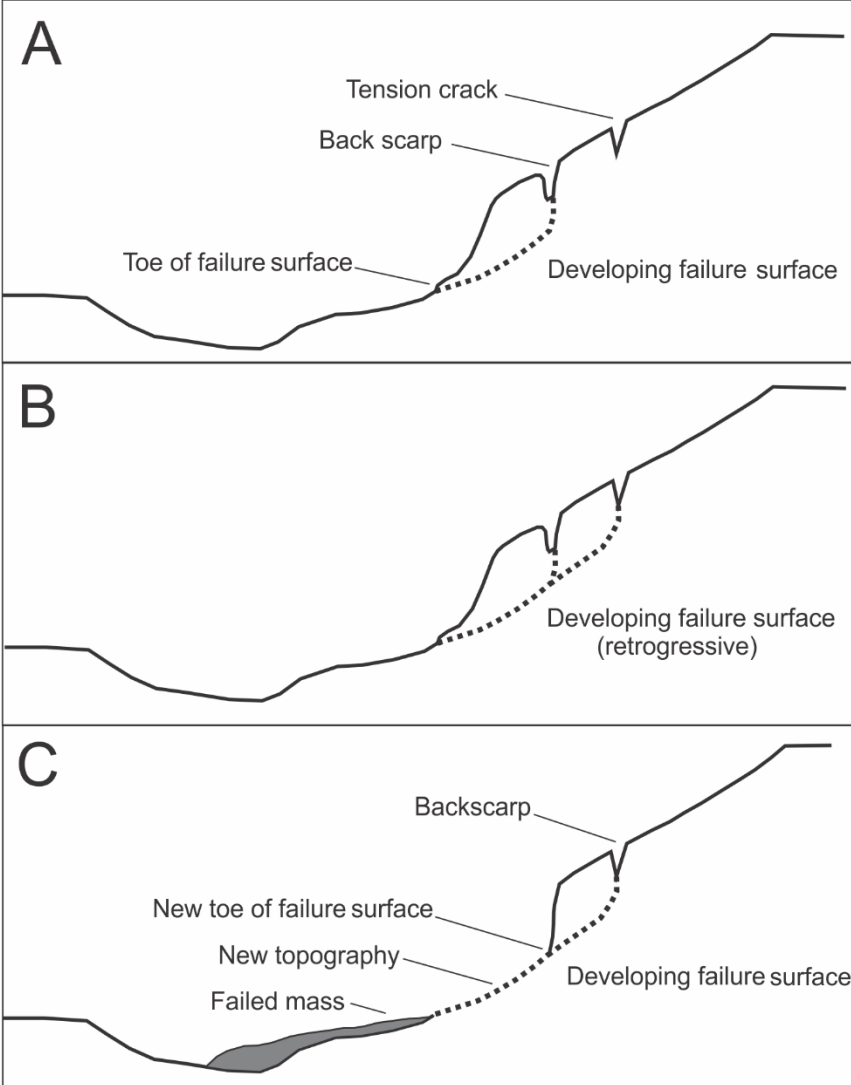 A
Tension crack
Back scarp
Toe of failure surface
Developing failure surface
B
Developing failure surface
(retrogressive)
C
Backscarp
New toe of failure surface
New topography
Developing failure surface
Failed mass